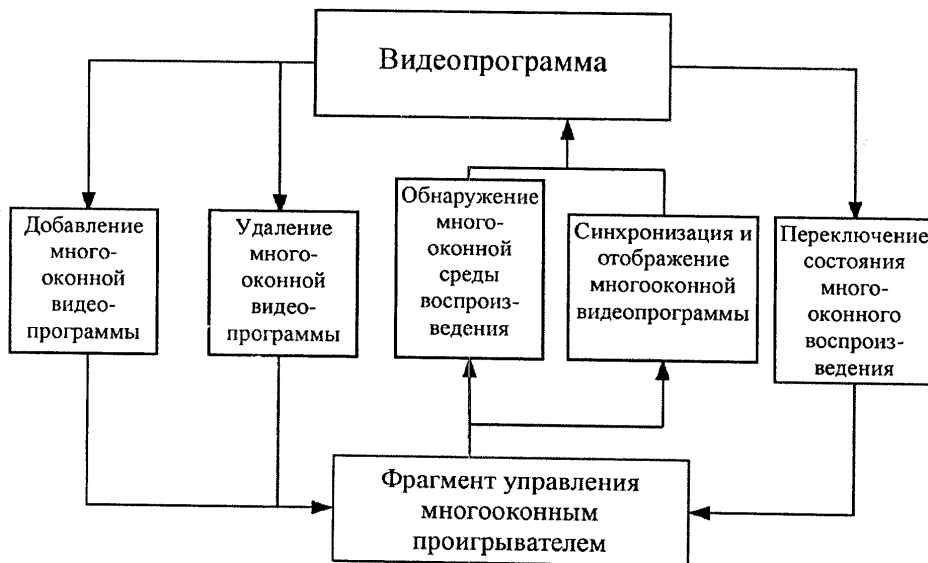 Видеопрограмма
Добавление
много-
оконной
видео-
программы
Удаление
много-
оконной
видео-
программы
Обнаружение
много-
оконной
среды
воспроиз-
ведения
Синхронизация и
отображение
многооконной
видеопрограммы
Переключение
состояния
много-
оконного
воспроиз-
ведения
Фрагмент управления
многооконным
проигрывателем